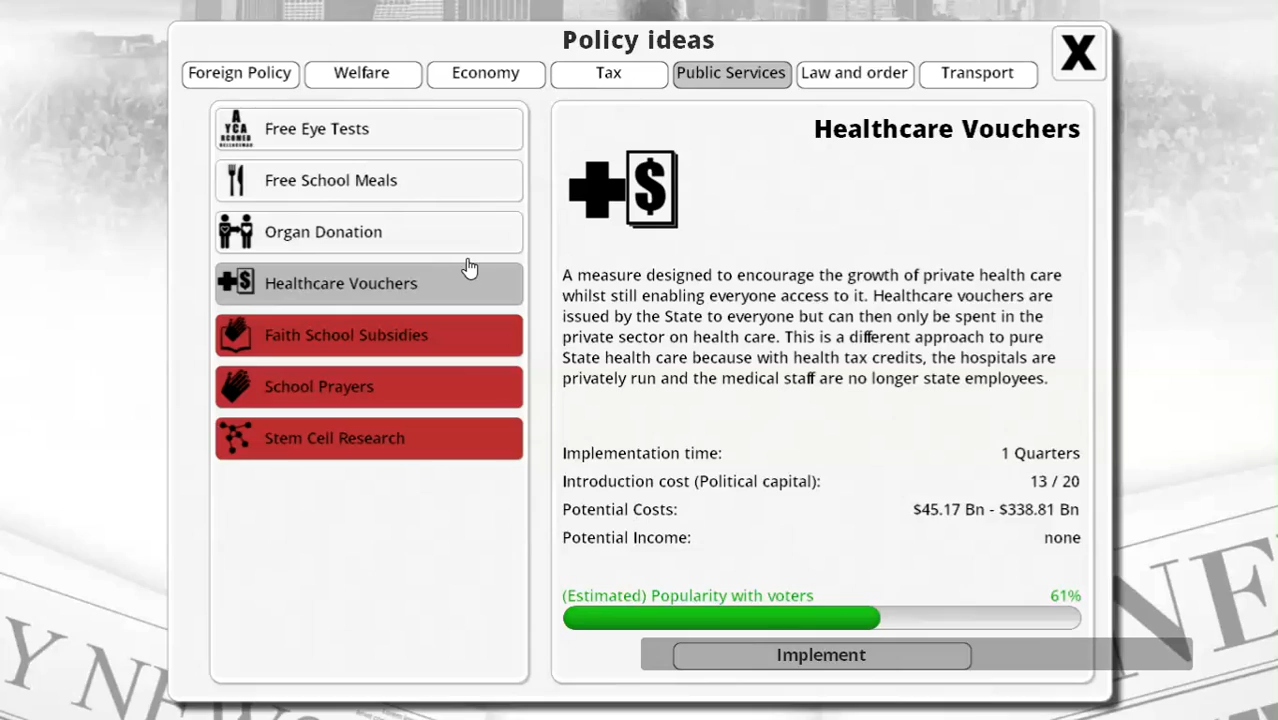 Policy ideas
X
Foreign Policy
Welfare
Economy
Tax
Public Services
Law and order
Transport
A
YCA
Free Eye Tests
Free School Meals
Organ Donation
Healthcare Vouchers
Faith School Subsidies
School Prayers
Stem Cell Research
Healthcare Vouchers
$
A measure designed to encourage the growth of private health care
whilst still enabling everyone access to it. Healthcare vouchers are
issued by the State to everyone but can then only be spent in the
private sector on health care. This is a different approach to pure
State health care because with health tax credits, the hospitals are
privately run and the medical staff are no longer state employees.
Implementation time: 1 Quarters
Introduction cost (Political capital): 13 / 20
Potential Costs: $45.17 Bn - $338.81 Bn
Potential Income: none
(Estimated) Popularity with voters 61%
Implement
Y NEW
NE